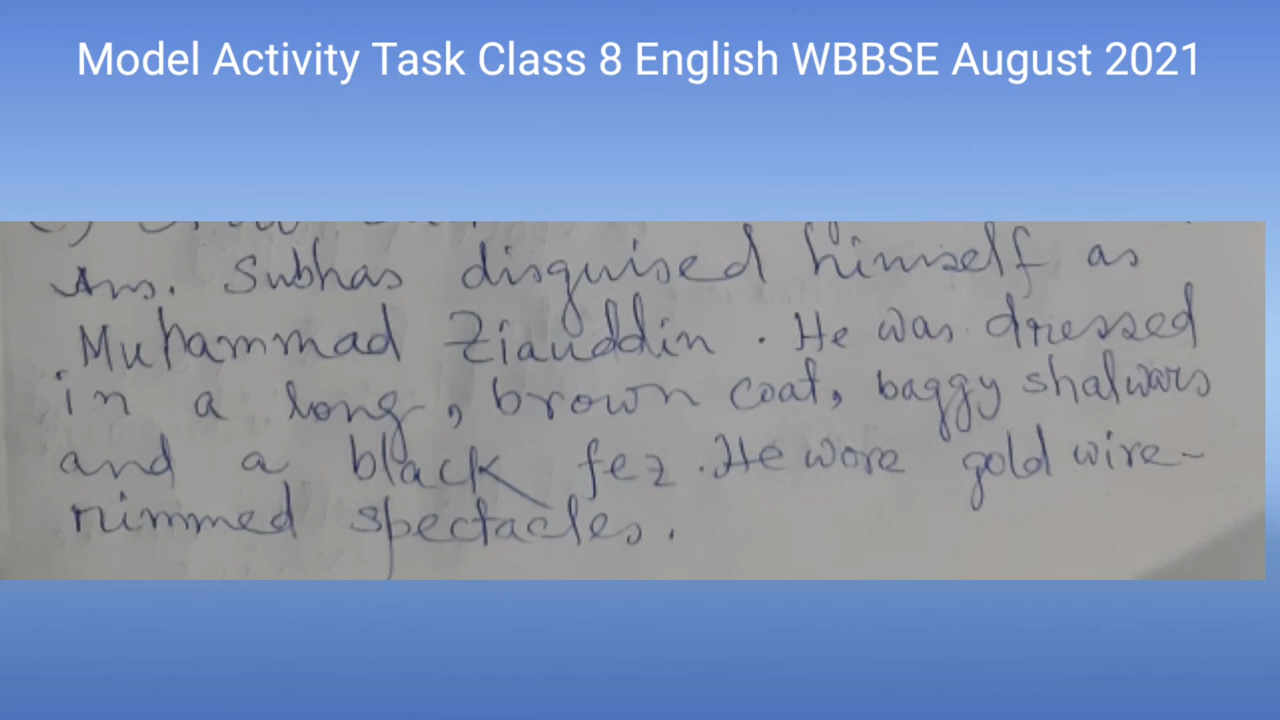 Model Activity Task Class 8 English WBBSE August 2021
Ans. Subhas disguised himself as
Muhammad Ziauddin. He was dressed
in a long, brown coat, baggy shalwars
and a black fez. He wore gold wire-
rimmed spectacles.